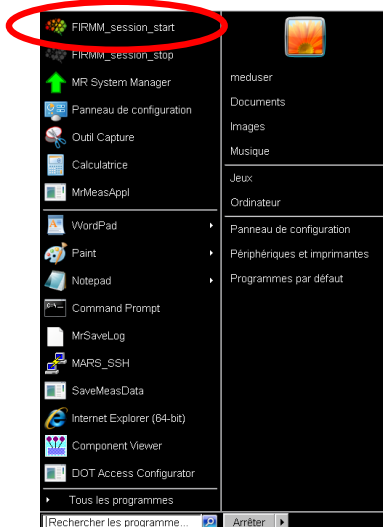 FIRMM_session_start
FIRMM_session_stop
MR System Manager
Panneau de configuration
Outil Capture
Calculatrice
MrMeasAppl
WordPad
Paint
Notepad
Command Prompt
MrSaveLog
MARS_SSH
SaveMeasData
Internet Explorer (64-bit)
Component Viewer
DOT Access Configurator
Tous les programmes
Rechercher les programme...
meduser
Documents
Images
Musique
Jeux
Ordinateur
Panneau de configuration
Périphériques et imprimantes
Programmes par défaut
Arrêter